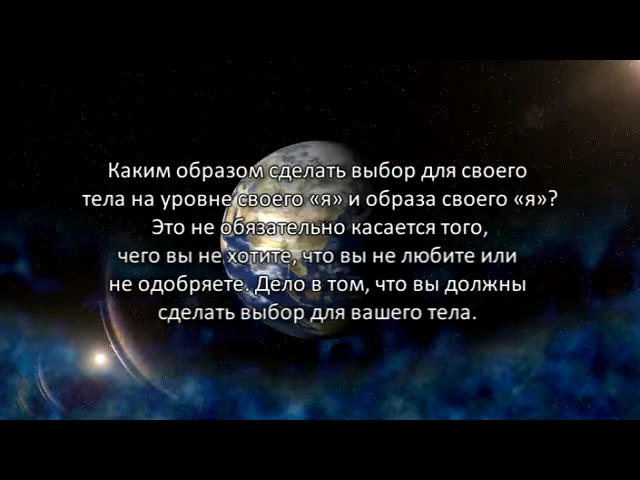 Каким образом сделать выбор для своего
тела на уровне своего «я» и образа своего «я»?
Это не обязательно касается того,
чего вы не хотите, что вы не любите или
не одобряете. Дело в том, что вы должны
сделать выбор для вашего тела.